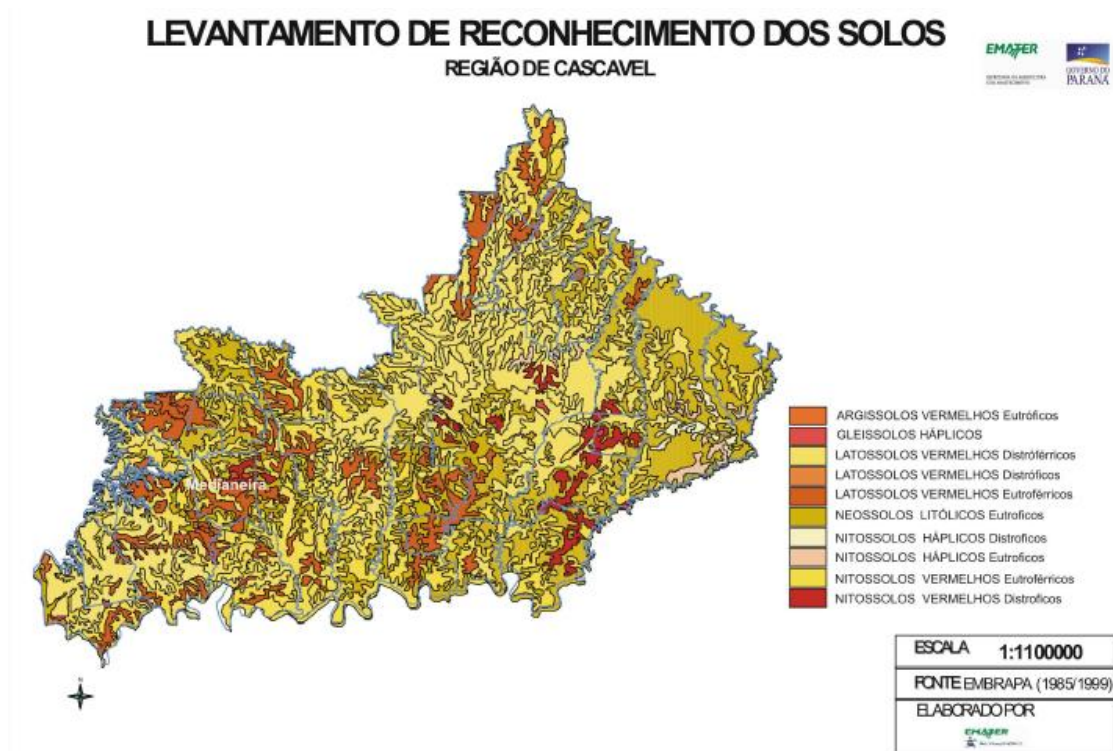 LEVANTAMENTO DE RECONHECIMENTO DOS SOLOS
REGIÃO DE CASCAVEL
EMATER
GOVERNO DO
PARANÁ
ARGISSOLOS VERMELHOS Eutróficos
GLEISSOLOS HÁPLICOS
LATOSSOLOS VERMELHOS Distróférricos
LATOSSOLOS VERMELHOS Distróficos
LATOSSOLOS VERMELHOS Eutroférricos
NEOSSOLOS LITÓLICOS Eutroficos
NITOSSOLOS HÁPLICOS Distroficos
NITOSSOLOS HÁPLICOS Eutroficos
NITOSSOLOS VERMELHOS Eutroférricos
NITOSSOLOS VERMELHOS Distroficos
Medianeira
N
ESCALA 1:1100000
FONTE EMBRAPA (1985/1999)
ELABORADO POR
EMATER